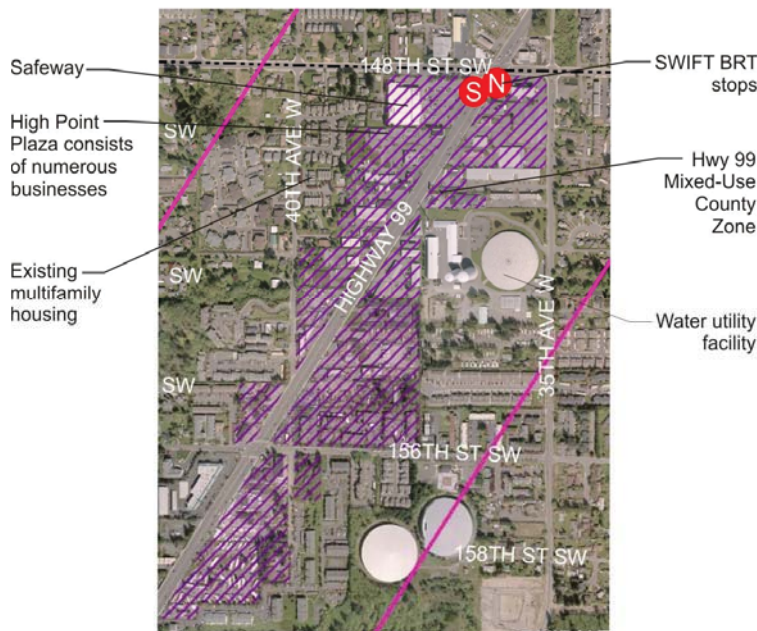 Safeway
High Point
Plaza consists
of numerous
businesses
Existing
multifamily
housing
148TH ST SW
S N
SW
40TH AVE. W
HIGHWAY 99
SW
35TH AVE. W
SW
156TH ST SW
158TH ST SW
SWIFT BRT
stops
Hwy 99
Mixed-Use
County
Zone
Water utility
facility